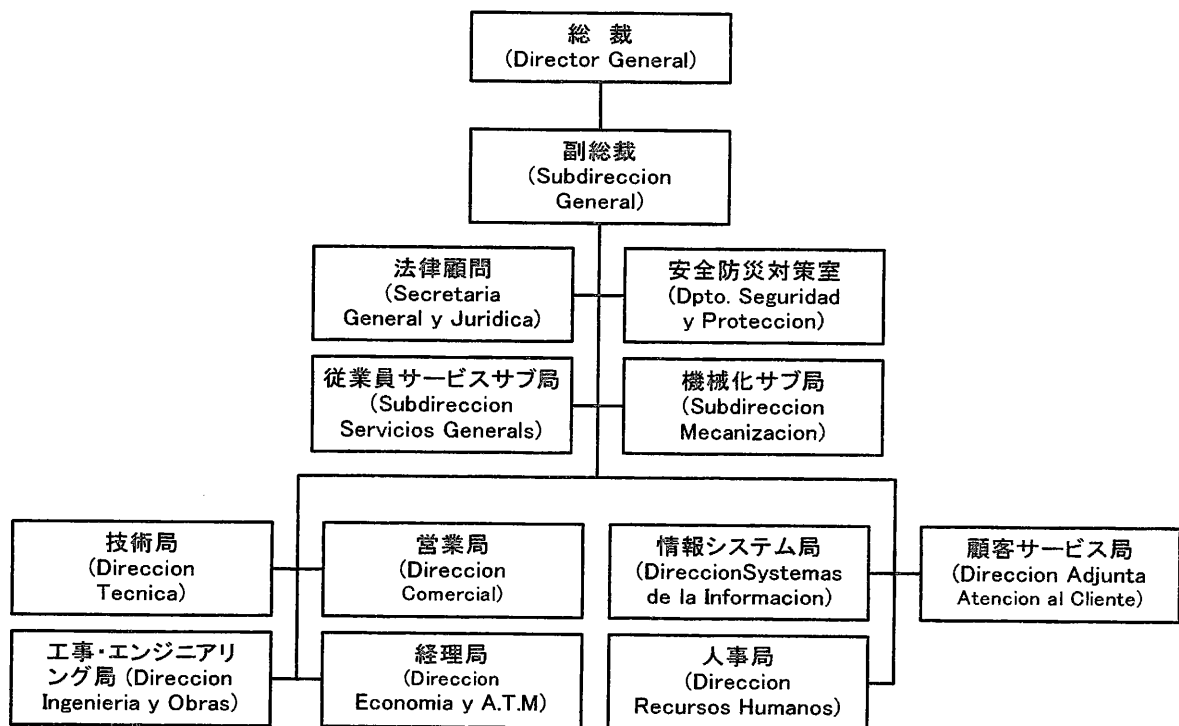 総 裁
(Director General)
副総裁
(Subdireccion
General)
法律顧問
(Secretaria
General y Juridica)
安全防災対策室
(Dpto. Seguridad
y Proteccion)
従業員サービスサブ局
(Subdireccion
Servicios Generals)
機械化サブ局
(Subdireccion
Mecanizacion)
技術局
(Direccion
Tecnica)
営業局
(Direccion
Comercial)
情報システム局
(DireccionSystemas
de la Informacion)
顧客サービス局
(Direccion Adjunta
Atencion al Cliente)
工事・エンジニアリ
ング局 (Direccion
Ingenieria y Obras)
経理局
(Direccion
Economia y A.T.M)
人事局
(Direccion
Recursos Humanos)